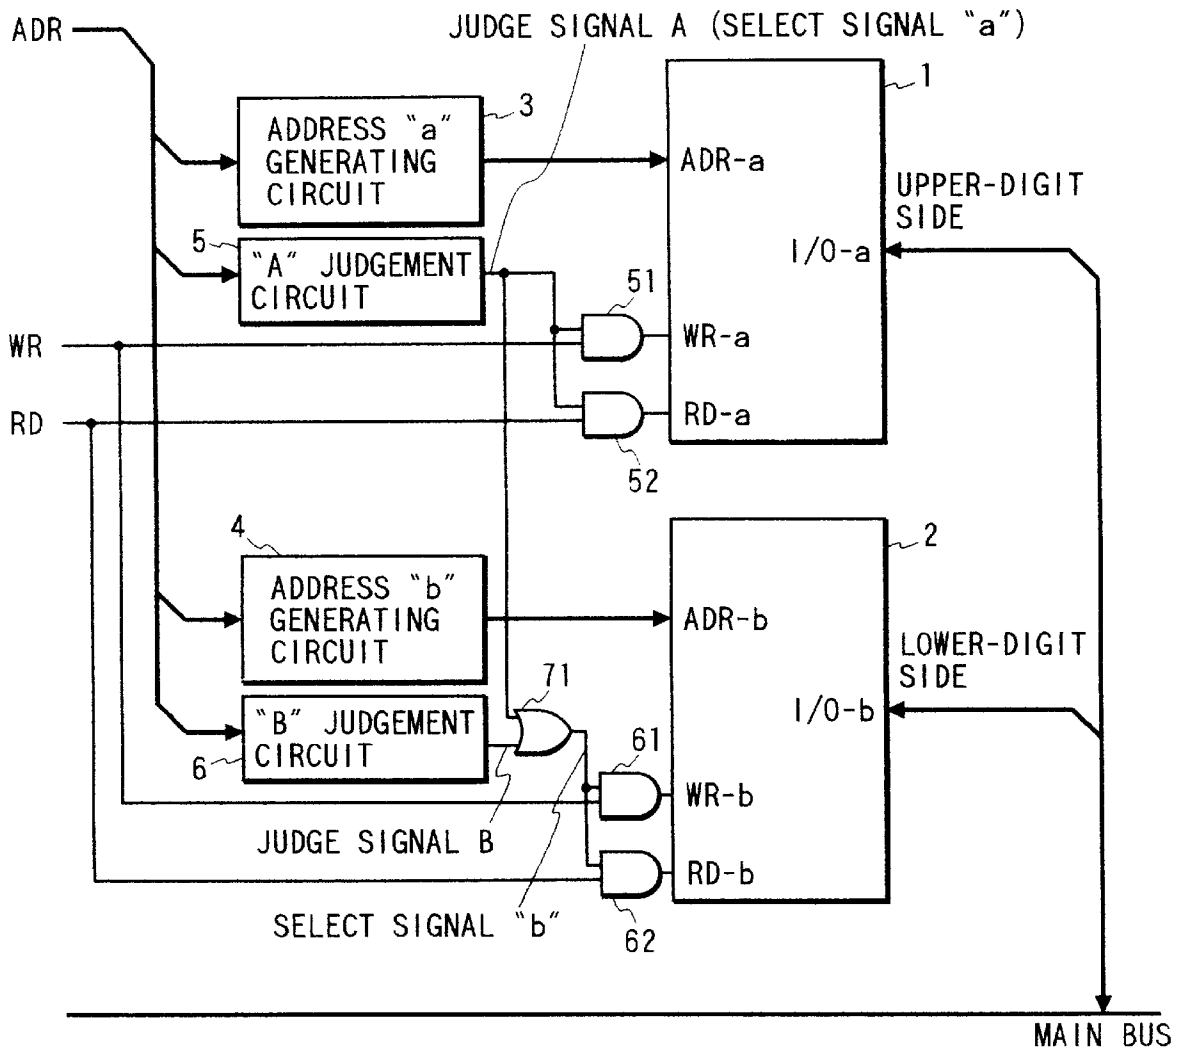 ADR
JUDGE SIGNAL A (SELECT SIGNAL "a")
1
3
ADDRESS "a"
GENERATING
CIRCUIT
ADR-a
UPPER-DIGIT
SIDE
I/O-a
5
"A" JUDGEMENT
CIRCUIT
51
WR
WR-a
RD
RD-a
52
4
2
ADDRESS "b"
GENERATING
CIRCUIT
ADR-b
LOWER-DIGIT
SIDE
I/O-b
71
"B" JUDGEMENT
CIRCUIT
6
61
WR-b
JUDGE SIGNAL B
RD-b
SELECT SIGNAL "b"
62
MAIN BUS